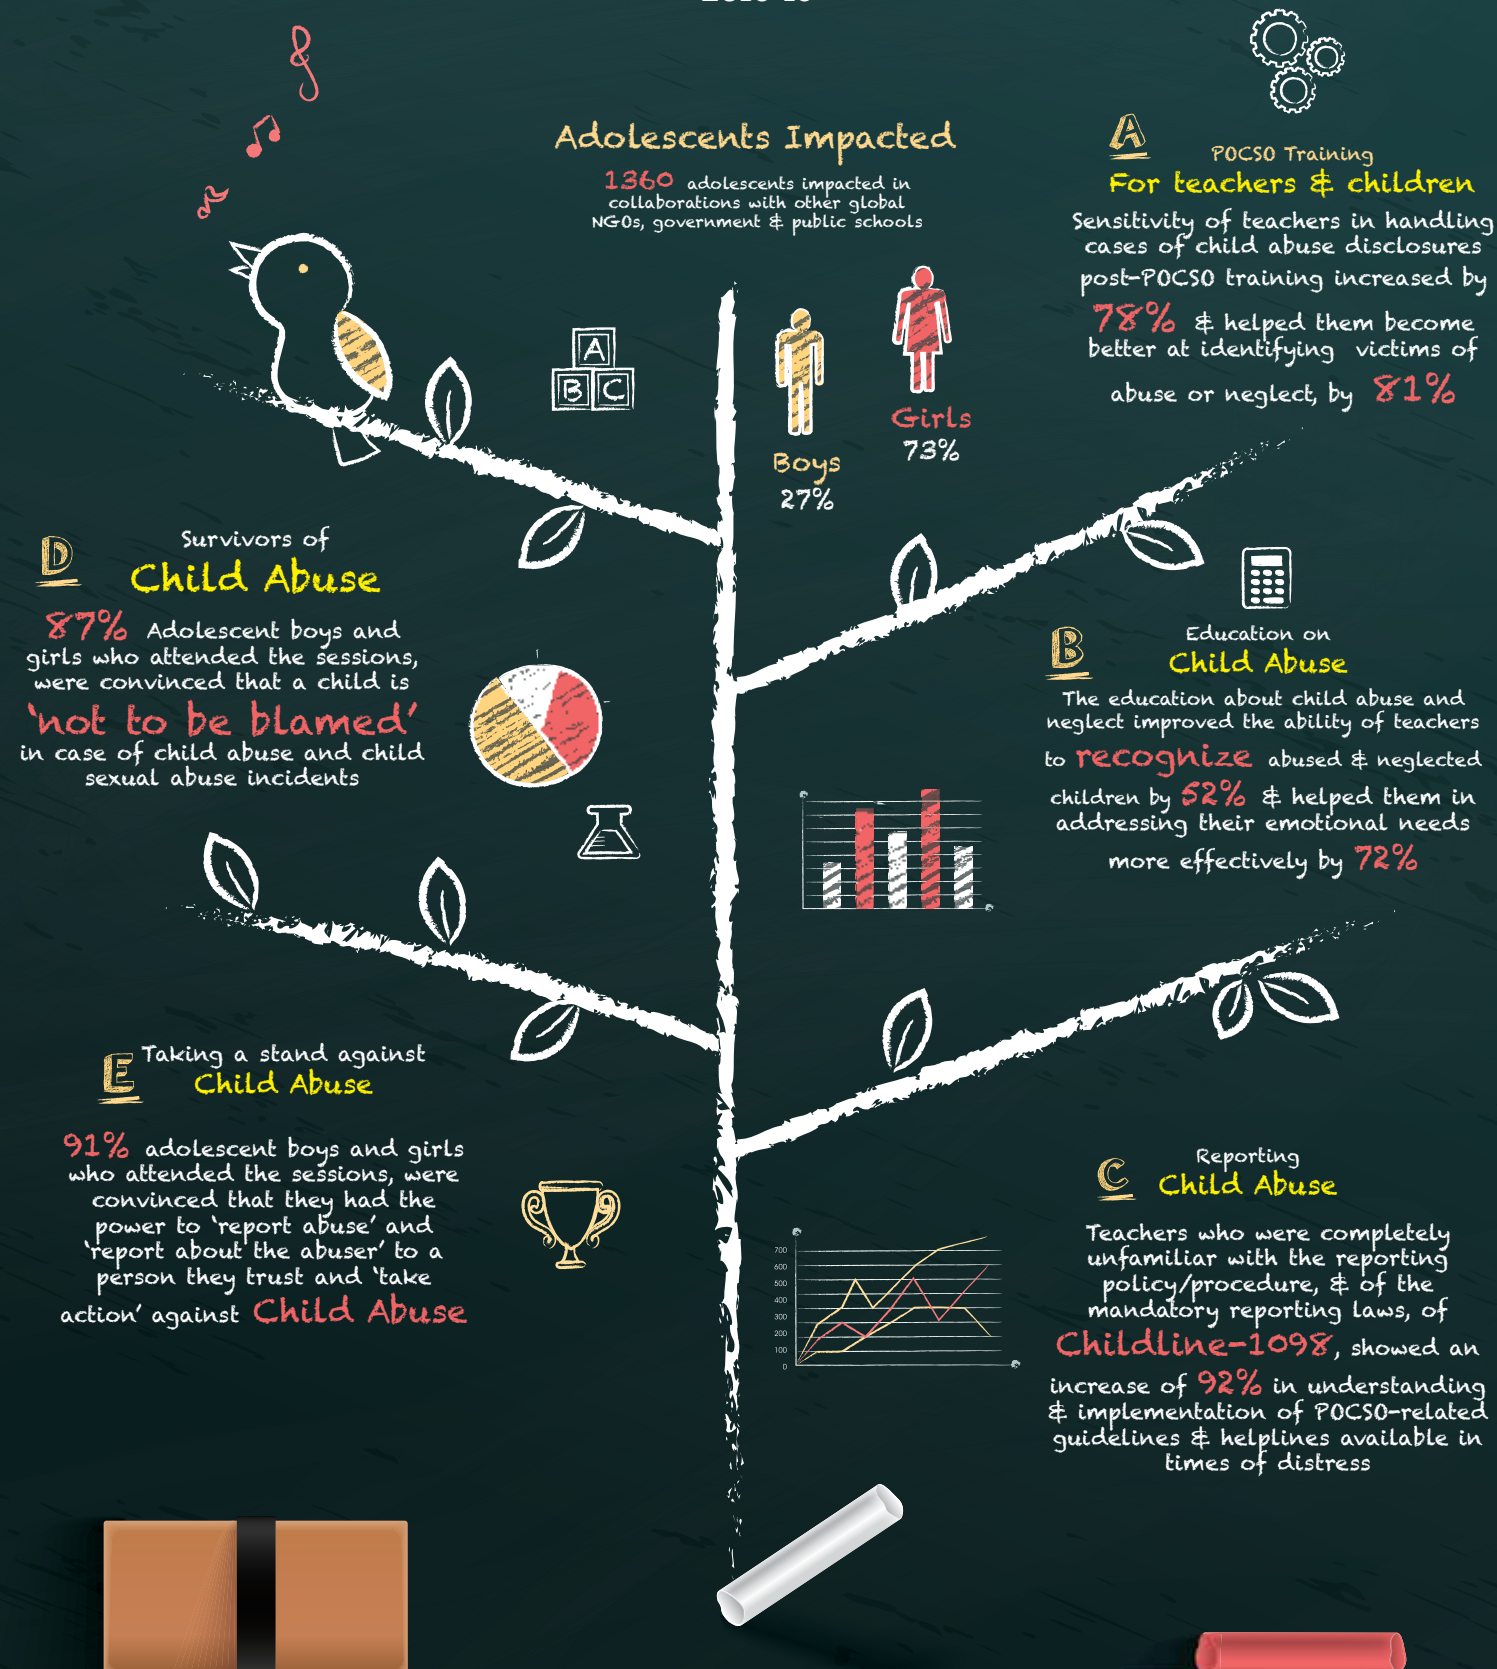 Adolescents Impacted
1360 adolescents impacted in
collaborations with other global
NGOs, government & public schools
Girls
73%
Boys
27%
A
B C
A
POCSO Training
For teachers & children
Sensitivity of teachers in handling
cases of child abuse disclosures
post-POCSO training increased by
78% & helped them become
better at identifying victims of
abuse or neglect, by 81%
B
Education on
Child Abuse
The education about child abuse and
neglect improved the ability of teachers
to recognize abused & neglected
children by 52% & helped them in
addressing their emotional needs
more effectively by 72%
C
Reporting
Child Abuse
Teachers who were completely
unfamiliar with the reporting
policy/procedure, & of the
mandatory reporting laws, of
Childline-1098, showed an
increase of 92% in understanding
& implementation of POCSO-related
guidelines & helplines available in
times of distress
700
600
500
400
300
200
100
0
D
Survivors of
Child Abuse
87% Adolescent boys and
girls who attended the sessions,
were convinced that a child is
'not to be blamed'
in case of child abuse and child
sexual abuse incidents
E
Taking a stand against
Child Abuse
91% adolescent boys and girls
who attended the sessions, were
convinced that they had the
power to 'report abuse' and
'report about the abuser' to a
person they trust and 'take
action' against Child Abuse